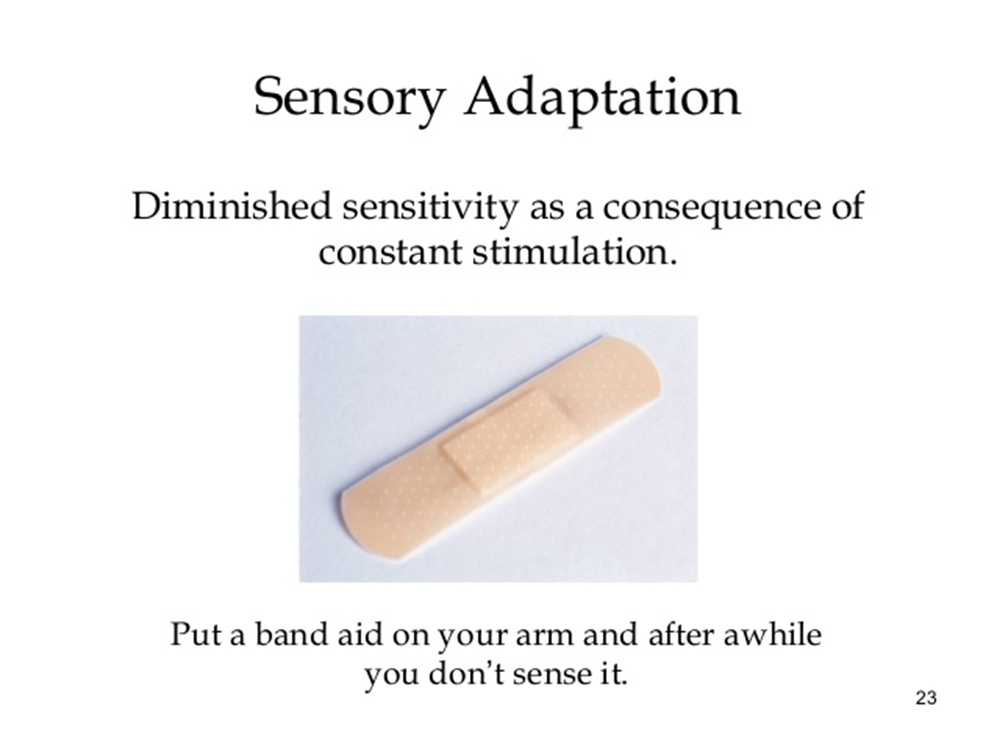 Sensory Adaptation
Diminished sensitivity as a consequence of
constant stimulation.
Put a band aid on your arm and after awhile
you don’t sense it.
23